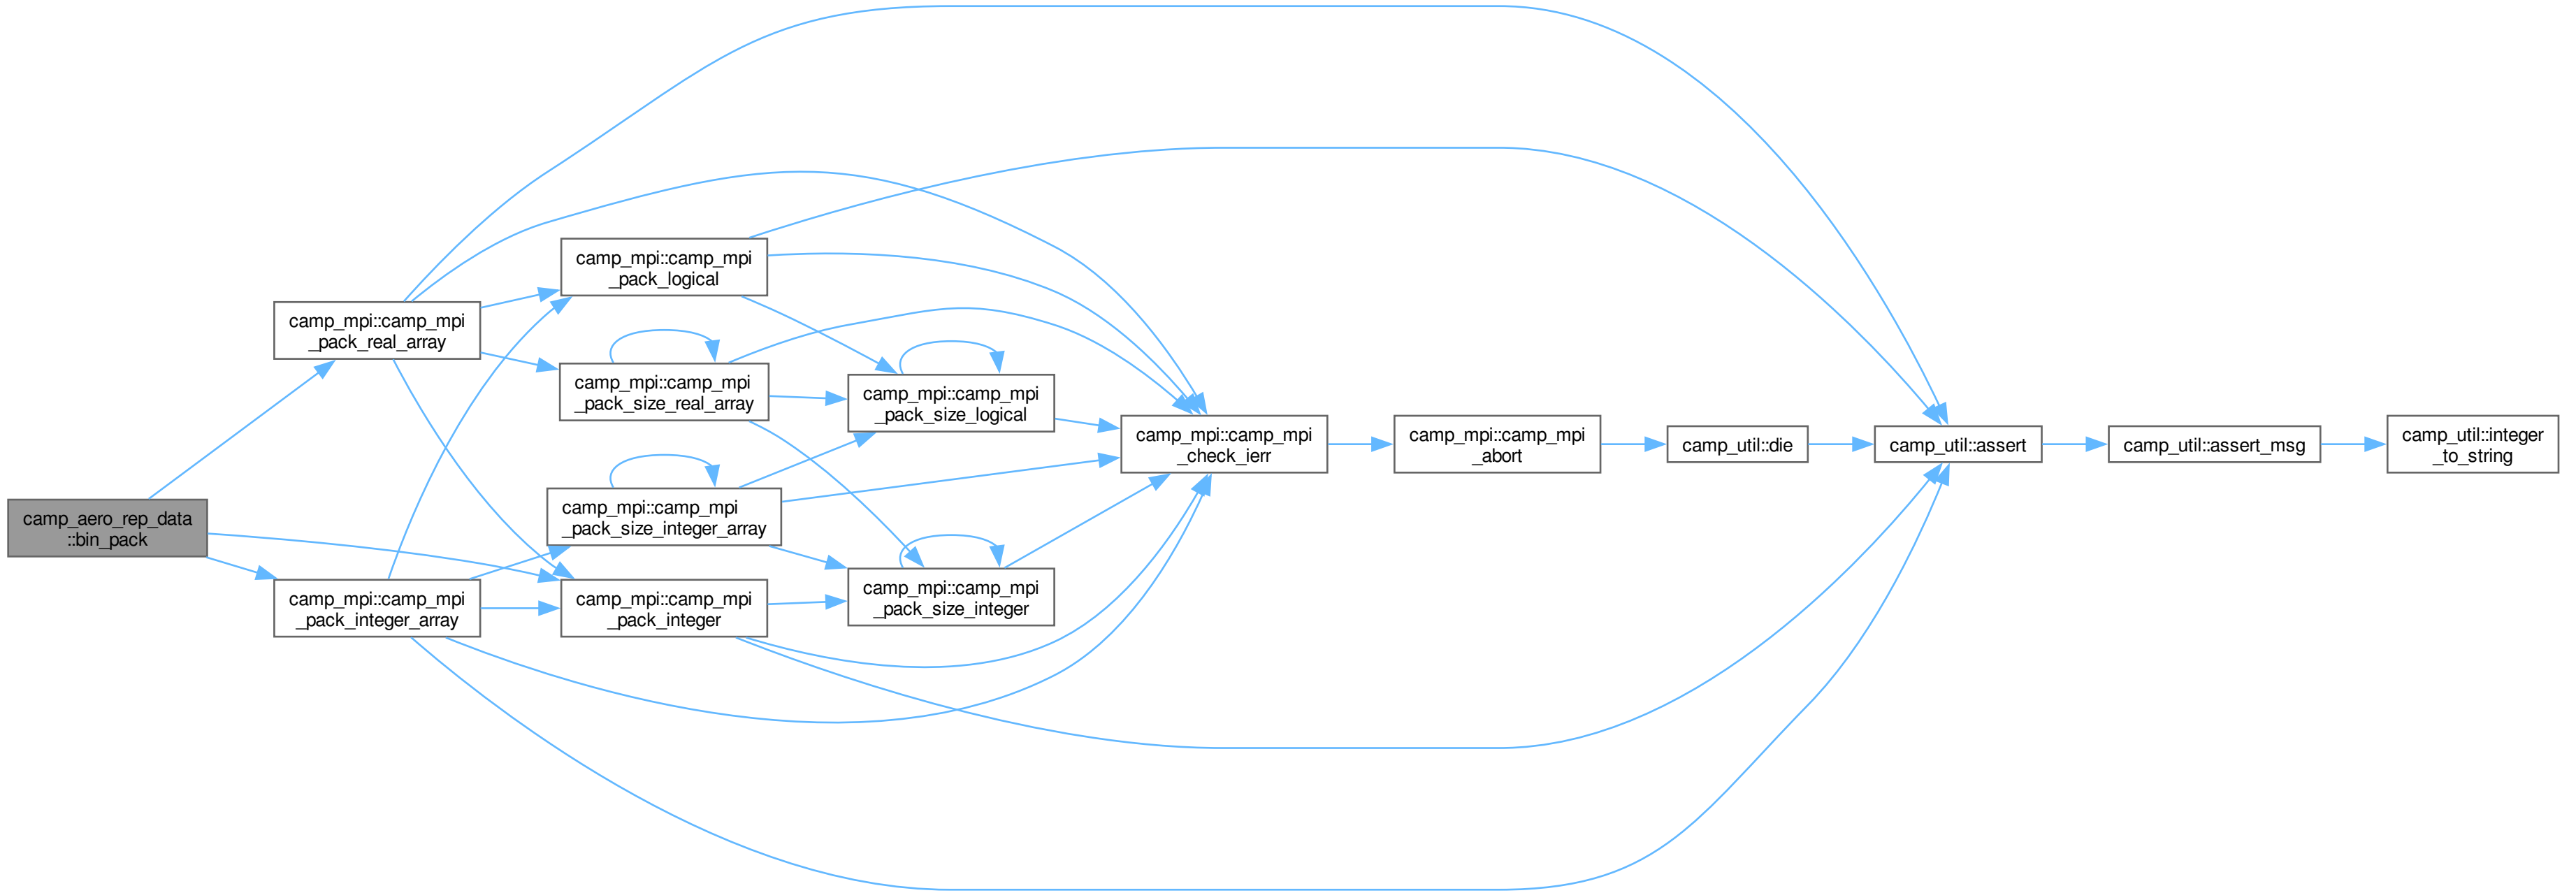 camp_aero_rep_data
::bin_pack
camp_mpi::camp_mpi
_pack_real_array
camp_mpi::camp_mpi
_pack_integer_array
camp_mpi::camp_mpi
_pack_logical
camp_mpi::camp_mpi
_pack_size_real_array
camp_mpi::camp_mpi
_pack_size_integer_array
camp_mpi::camp_mpi
_pack_integer
camp_mpi::camp_mpi
_pack_size_logical
camp_mpi::camp_mpi
_pack_size_integer
camp_mpi::camp_mpi
_check_ierr
camp_mpi::camp_mpi
_abort
camp_util::die
camp_util::assert
camp_util::assert_msg
camp_util::integer
_to_string